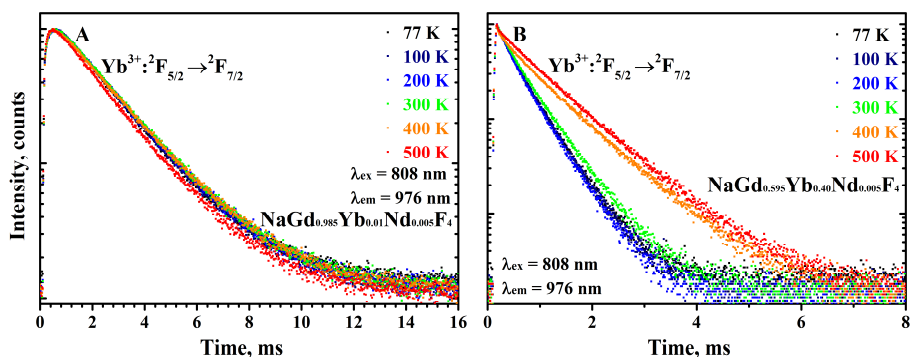 A
Yb³⁺:²F₅/₂→²F₇/₂
77 K
100 K
200 K
300 K
400 K
500 K
λex = 808 nm
λem = 976 nm
NaGd₀.₉₈₅Yb₀.₀₁Nd₀.₀₀₅F₄
Intensity, counts
0 2 4 6 8 10 12 14 16
Time, ms
B
Yb³⁺:²F₅/₂→²F₇/₂
77 K
100 K
200 K
300 K
400 K
500 K
NaGd₀.₅₉₅Yb₀.₄₀Nd₀.₀₀₅F₄
λex = 808 nm
λem = 976 nm
0 2 4 6 8
Time, ms